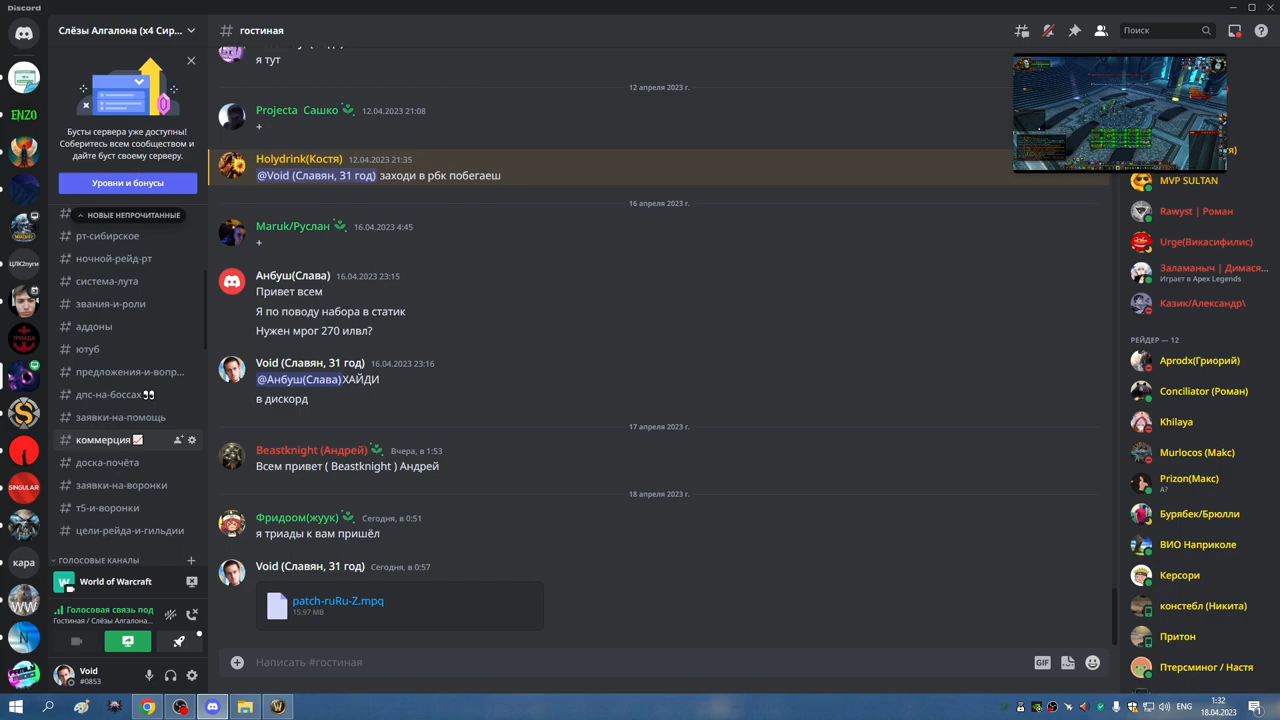 Discord
Слёзы Алгалона (x4 Сир...
Бусты сервера уже доступны!
Соберитесь всем сообществом и
дайте буст своему серверу.
Уровни и бонусы
НОВЫЕ НЕПРОЧИТАННЫЕ
рт-сибирское
ночной-рейд-рт
система-лута
звания-и-роли
аддоны
ютуб
предложения-и-вопр...
дпс-на-боссах
заявки-на-помощь
коммерция
доска-почёта
заявки-на-воронки
т5-и-воронки
цели-рейда-и-гильдии
ГОЛОСОВЫЕ КАНАЛЫ
World of Warcraft
Голосовая связь под
Гостиная / Слёзы Алгалона...
Void
#0853
ENZO
ЦЛК2пуги
ТРИАДА
SINGULAR
кара
WW
гостиная
Поиск
я тут
12 апреля 2023 г.
Projecta Сашко 12.04.2023 21:08
+
Holydrink(Костя) 12.04.2023 21:35
@Void (Славян, 31 год) заходи в рбк побегаеш
16 апреля 2023 г.
Maruk/Руслан 16.04.2023 4:45
+
Анбуш(Слава) 16.04.2023 23:15
Привет всем
Я по поводу набора в статик
Нужен мрог 270 илвл?
Void (Славян, 31 год) 16.04.2023 23:16
@Анбуш(Слава)ХАЙДИ
в дискорд
17 апреля 2023 г.
Beastknight (Андрей) Вчера, в 1:53
Всем привет ( Beastknight ) Андрей
18 апреля 2023 г.
Фридоом(жуук) Сегодня, в 0:51
я триады к вам пришёл
Void (Славян, 31 год) Сегодня, в 0:57
patch-ruRu-Z.mpq
15.97 MB
Написать #гостиная
GIF
MVP SULTAN
Rawyst | Роман
Urge(Викасифилис)
Заламаныч | Димася...
Играет в Apex Legends
Казик/Александр\
РЕЙДЕР — 12
Aprodx(Гриорий)
Conciliator (Роман)
Khilaya
Murlocos (Макс)
Prizon(Макс)
А?
Бурябек/Брюлли
ВИО Наприколе
Керсори
констебл (Никита)
Притон
Птерсминог / Настя
ENG
1:32
18.04.2023